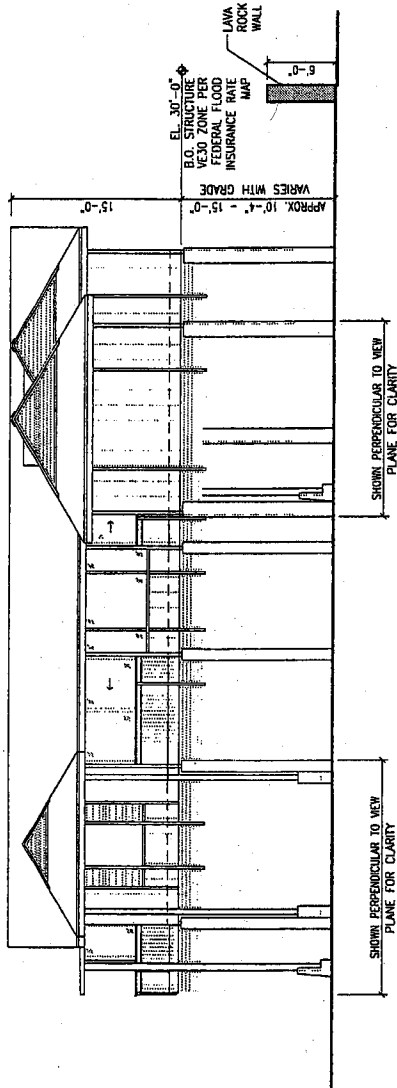 15'-0"
APPROX. 10'-4" - 15'-0"
VARIES WITH GRADE
EL. 30'-0"
B.O. STRUCTURE
VE30 ZONE PER
FEDERAL FLOOD
INSURANCE RATE
MAP
6'-0"
LAVA
ROCK
WALL
SHOWN PERPENDICULAR TO VIEW
PLANE FOR CLARITY
SHOWN PERPENDICULAR TO VIEW
PLANE FOR CLARITY